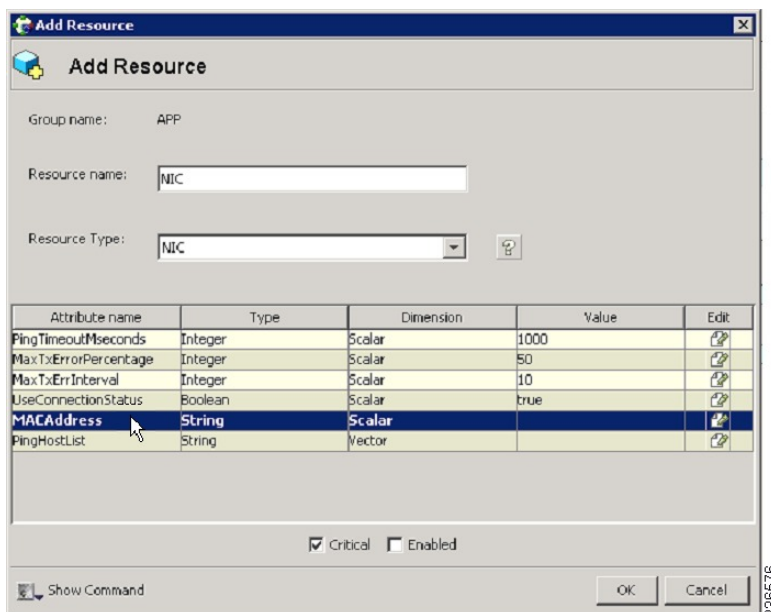 Add Resource
Add Resource
Group name: APP
Resource name: NIC
Resource Type: NIC
Attribute name Type Dimension Value Edit
PingTimeoutMseconds Integer Scalar 1000
MaxTxErrorPercentage Integer Scalar 50
MaxTxErrInterval Integer Scalar 10
UseConnectionStatus Boolean Scalar true
MACAddress String Scalar
PingHostList String Vector
Critical Enabled
Show Command OK Cancel